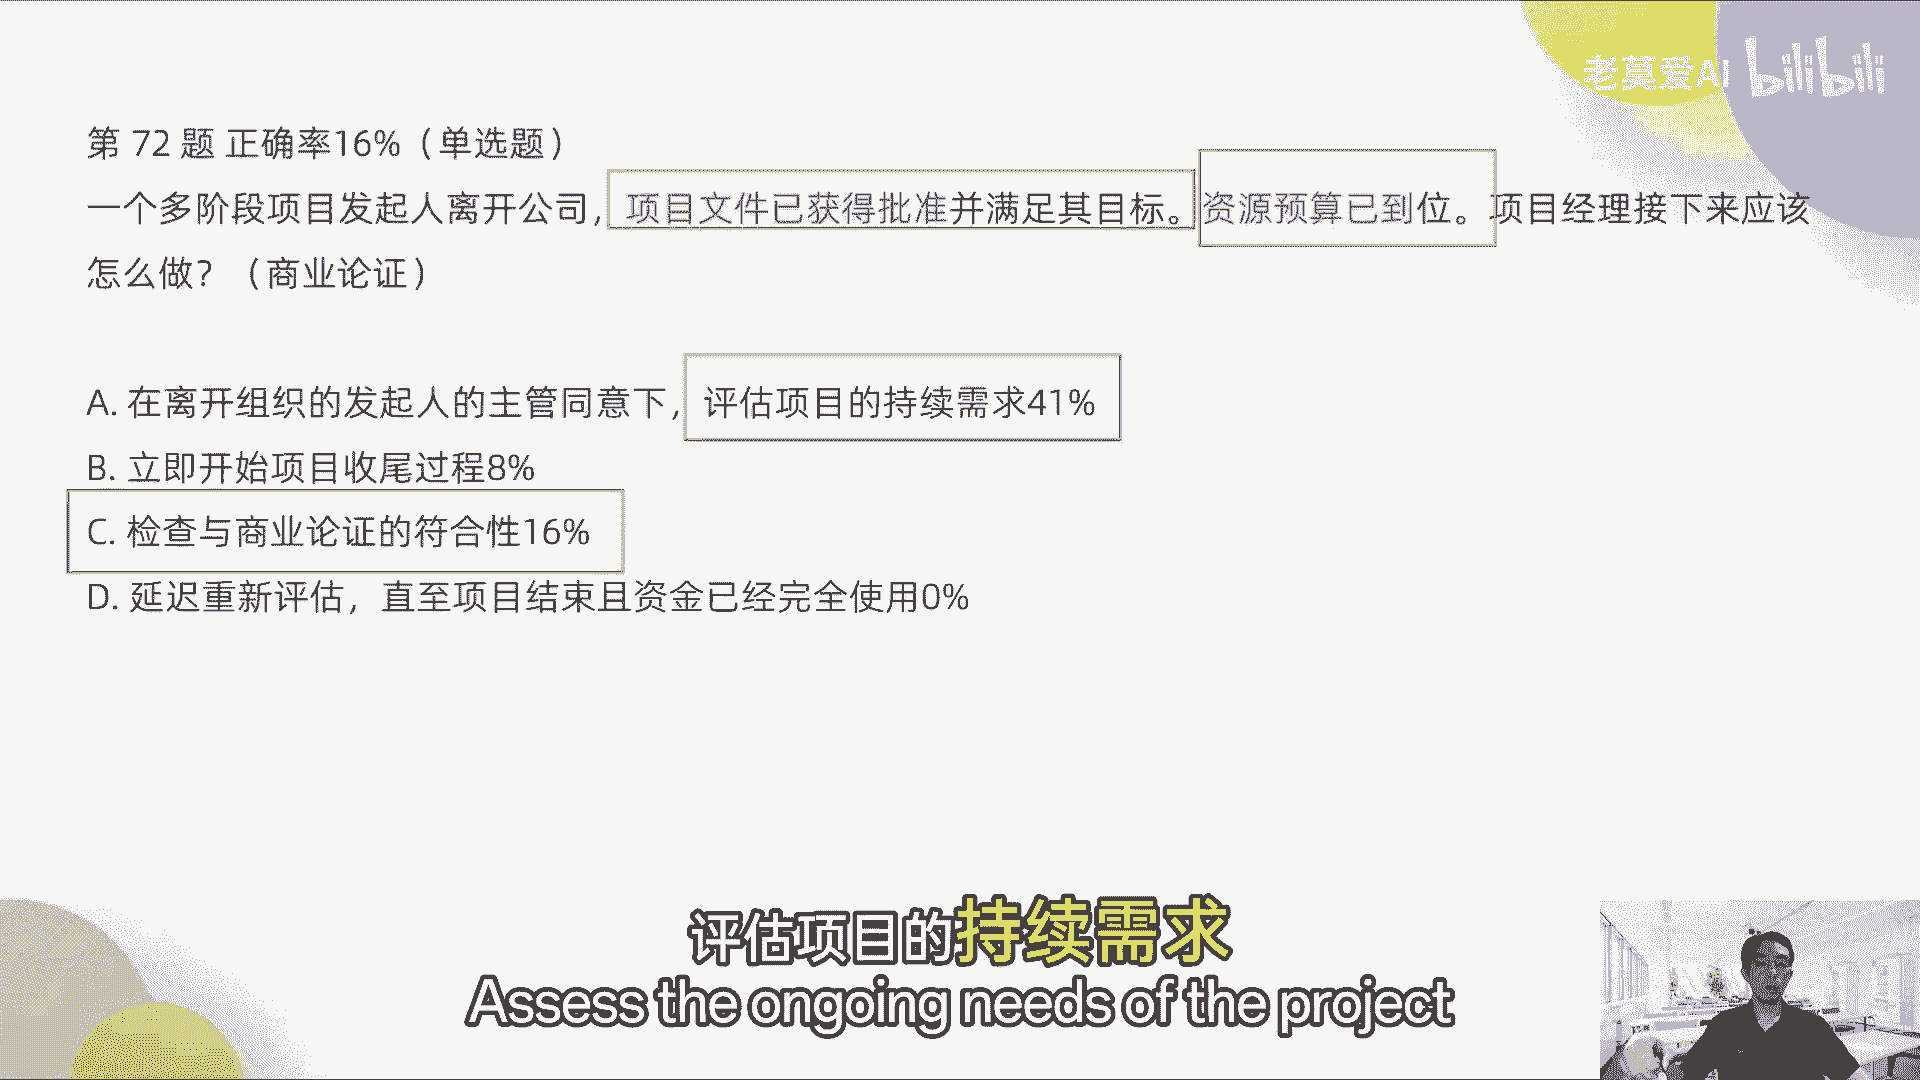 老莫爱AI bilibili
第 72 题 正确率16%（单选题）
一个多阶段项目发起人离开公司，项目文件已获得批准并满足其目标。资源预算已到位。项目经理接下来应该
怎么做？（商业论证）
A. 在离开组织的发起人的主管同意下，评估项目的持续需求41%
B. 立即开始项目收尾过程8%
C. 检查与商业论证的符合性16%
D. 延迟重新评估，直至项目结束且资金已经完全使用0%
评估项目的持续需求
Assess the ongoing needs of the project